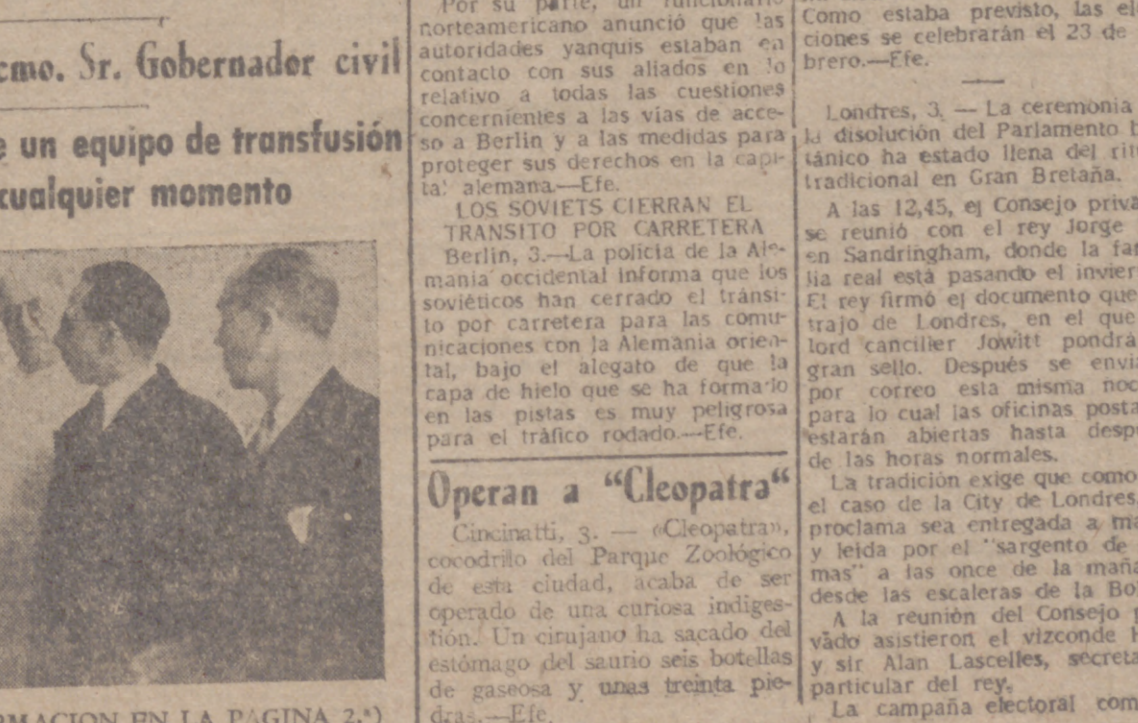 Excmo. Sr. Gobernador civil
un equipo de transfusión
cualquier momento
INFORMACION EN LA PAGINA 2.ª)
Por su parte, un funcionario
norteamericano anunció que las
autoridades yanquis estaban en
contacto con sus aliados en lo
relativo a todas las cuestiones
concernientes a las vías de acce-
so a Berlin y a las medidas para
proteger sus derechos en la capi-
tal alemana.—Efe.
LOS SOVIETS CIERRAN EL
TRANSITO POR CARRETERA
Berlin, 3.—La policía de la Ale-
mania occidental informa que los
soviéticos han cerrado el tránsi-
to por carretera para las comu-
nicaciones con la Alemania orien-
tal, bajo el alegato de que la
capa de hielo que se ha formado
en las pistas es muy peligrosa
para el tráfico rodado.—Efe.
Operan a "Cleopatra"
Cincinatti, 3. — «Cleopatra»,
cocodrilo del Parque Zoológico
de esta ciudad, acaba de ser
operado de una curiosa indiges-
tión. Un cirujano ha sacado del
estómago del saurio seis botellas
de gaseosa y unas treinta pie-
dras.—Efe.
Como estaba previsto, las el
ciones se celebrarán el 23 de
brero.—Efe.
Londres, 3. — La ceremonia
la disolución del Parlamento
tánico ha estado llena del
tradicional en Gran Bretaña.
A las 12,45, ej Consejo priva
se reunió con el rey Jorge
en Sandringham, donde la fa
lia real está pasando el invier
El rey firmó ej documento que
trajo de Londres, en el que
lord canciller Jowitt pondrá
gran sello. Después se envia
por correo esta misma noc
para lo cual las oficinas posta
estarán abiertas hasta desp
de las horas normales.
La tradición exige que como
el caso de la City de Londres
proclama sea entregada a
y leida por el "sargento de
mas" a las once de la maña
desde las escaleras de la Bo
A la reunión del Consejo
vado asistieron el vizconde
y sir Alan Lascelles, secreta
particular del rey.
La campaña electoral com